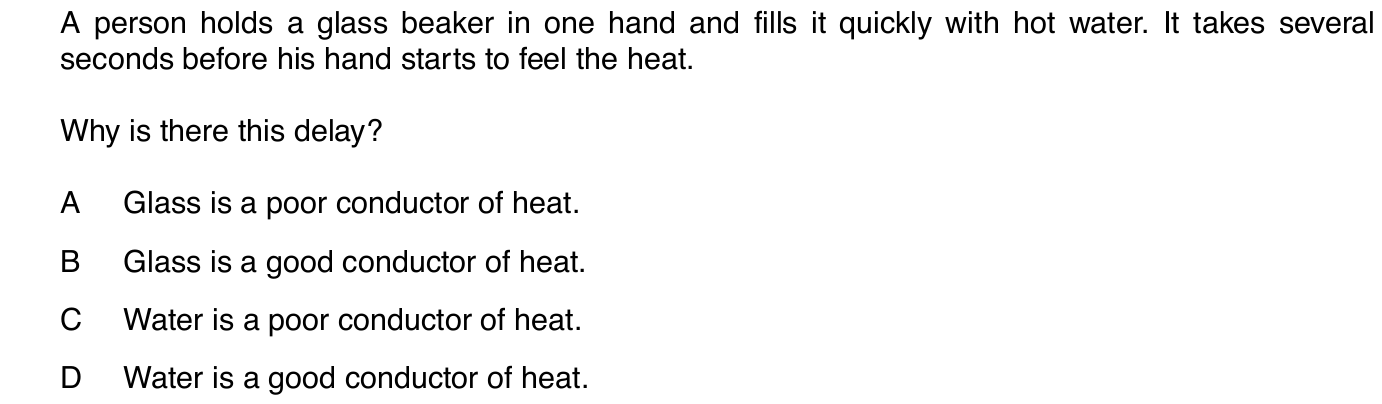 A person holds a glass beaker in one hand and fills it quickly with hot water. It takes several
seconds before his hand starts to feel the heat.
Why is there this delay?
A Glass is a poor conductor of heat.
B Glass is a good conductor of heat.
C Water is a poor conductor of heat.
D Water is a good conductor of heat.